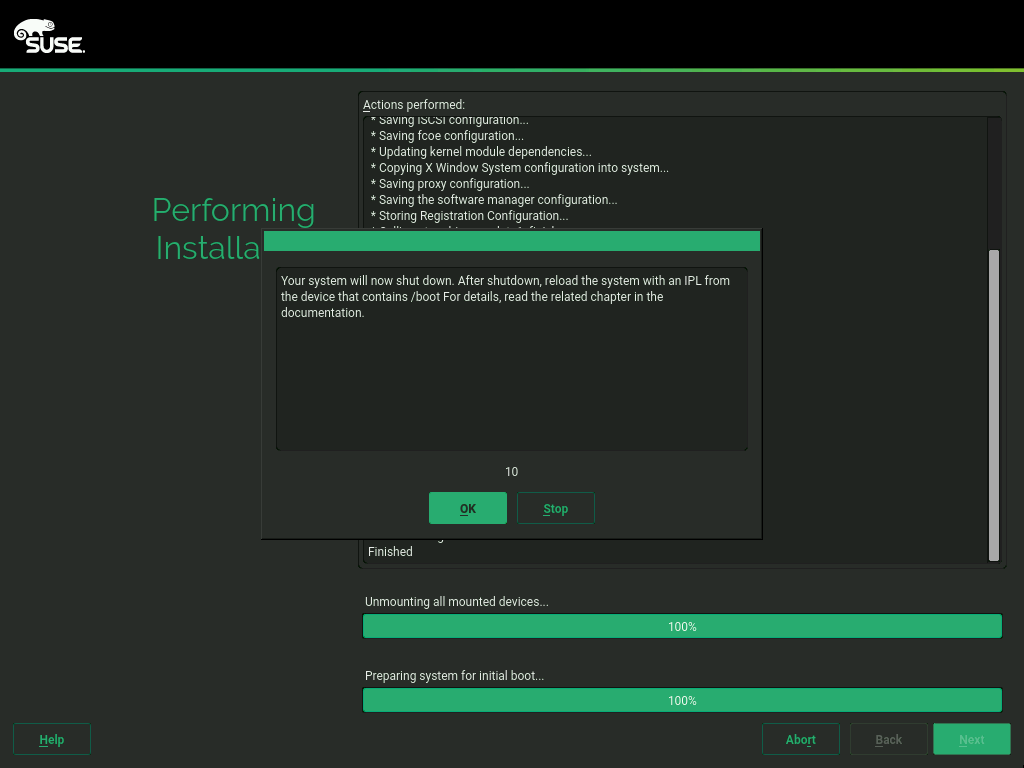 SUSE
Actions performed:
* Saving iSCSI configuration...
* Saving fcoe configuration...
* Updating kernel module dependencies...
* Copying X Window System configuration into system...
* Saving proxy configuration...
* Saving the software manager configuration...
* Storing Registration Configuration...
Performing
Installa
Your system will now shut down. After shutdown, reload the system with an IPL from
the device that contains /boot For details, read the related chapter in the
documentation.
10
OK
Stop
Finished
Unmounting all mounted devices...
100%
Preparing system for initial boot...
100%
Help
Abort
Back
Next